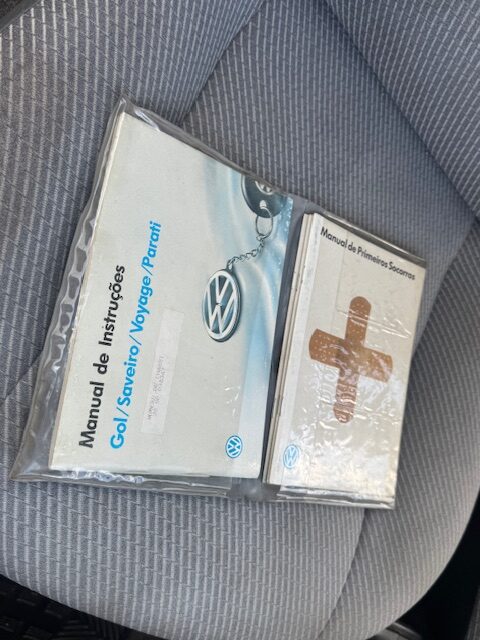 Manual de Instruções
Gol/Saveiro/Voyage/Parati
Manual de Primeiros Socorros